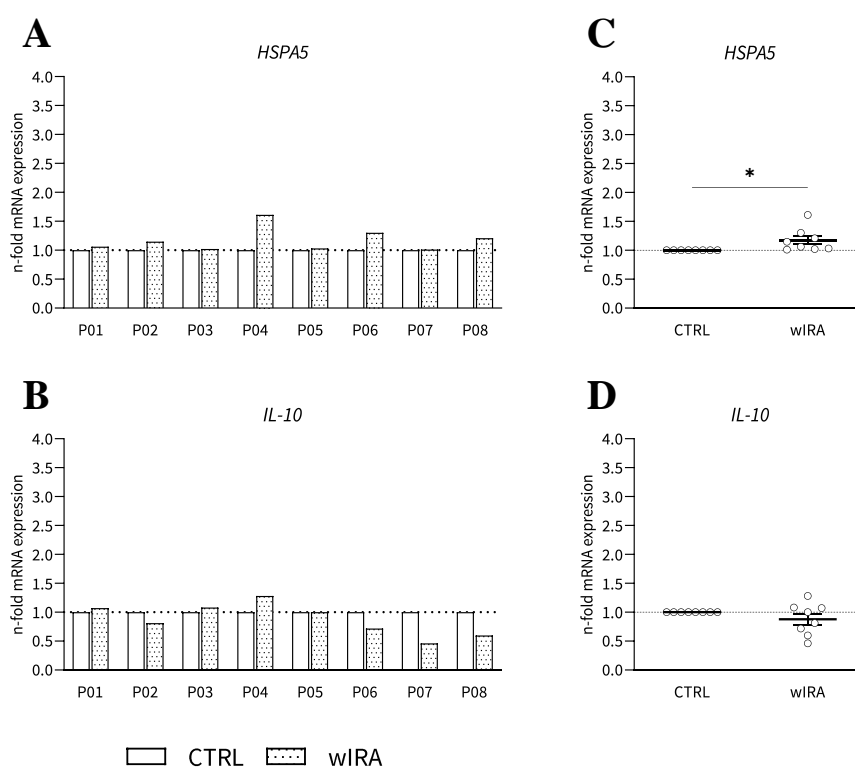 A
HSPA5
4.0
3.5
3.0
2.5
2.0
1.5
1.0
0.5
0.0
n-fold mRNA expression
P01 P02 P03 P04 P05 P06 P07 P08
C
HSPA5
4.0
3.5
3.0
2.5
2.0
1.5
1.0
0.5
0.0
n-fold mRNA expression
*
CTRL wIRA
B
IL-10
4.0
3.5
3.0
2.5
2.0
1.5
1.0
0.5
0.0
n-fold mRNA expression
P01 P02 P03 P04 P05 P06 P07 P08
D
IL-10
4.0
3.5
3.0
2.5
2.0
1.5
1.0
0.5
0.0
n-fold mRNA expression
CTRL wIRA
CTRL wIRA